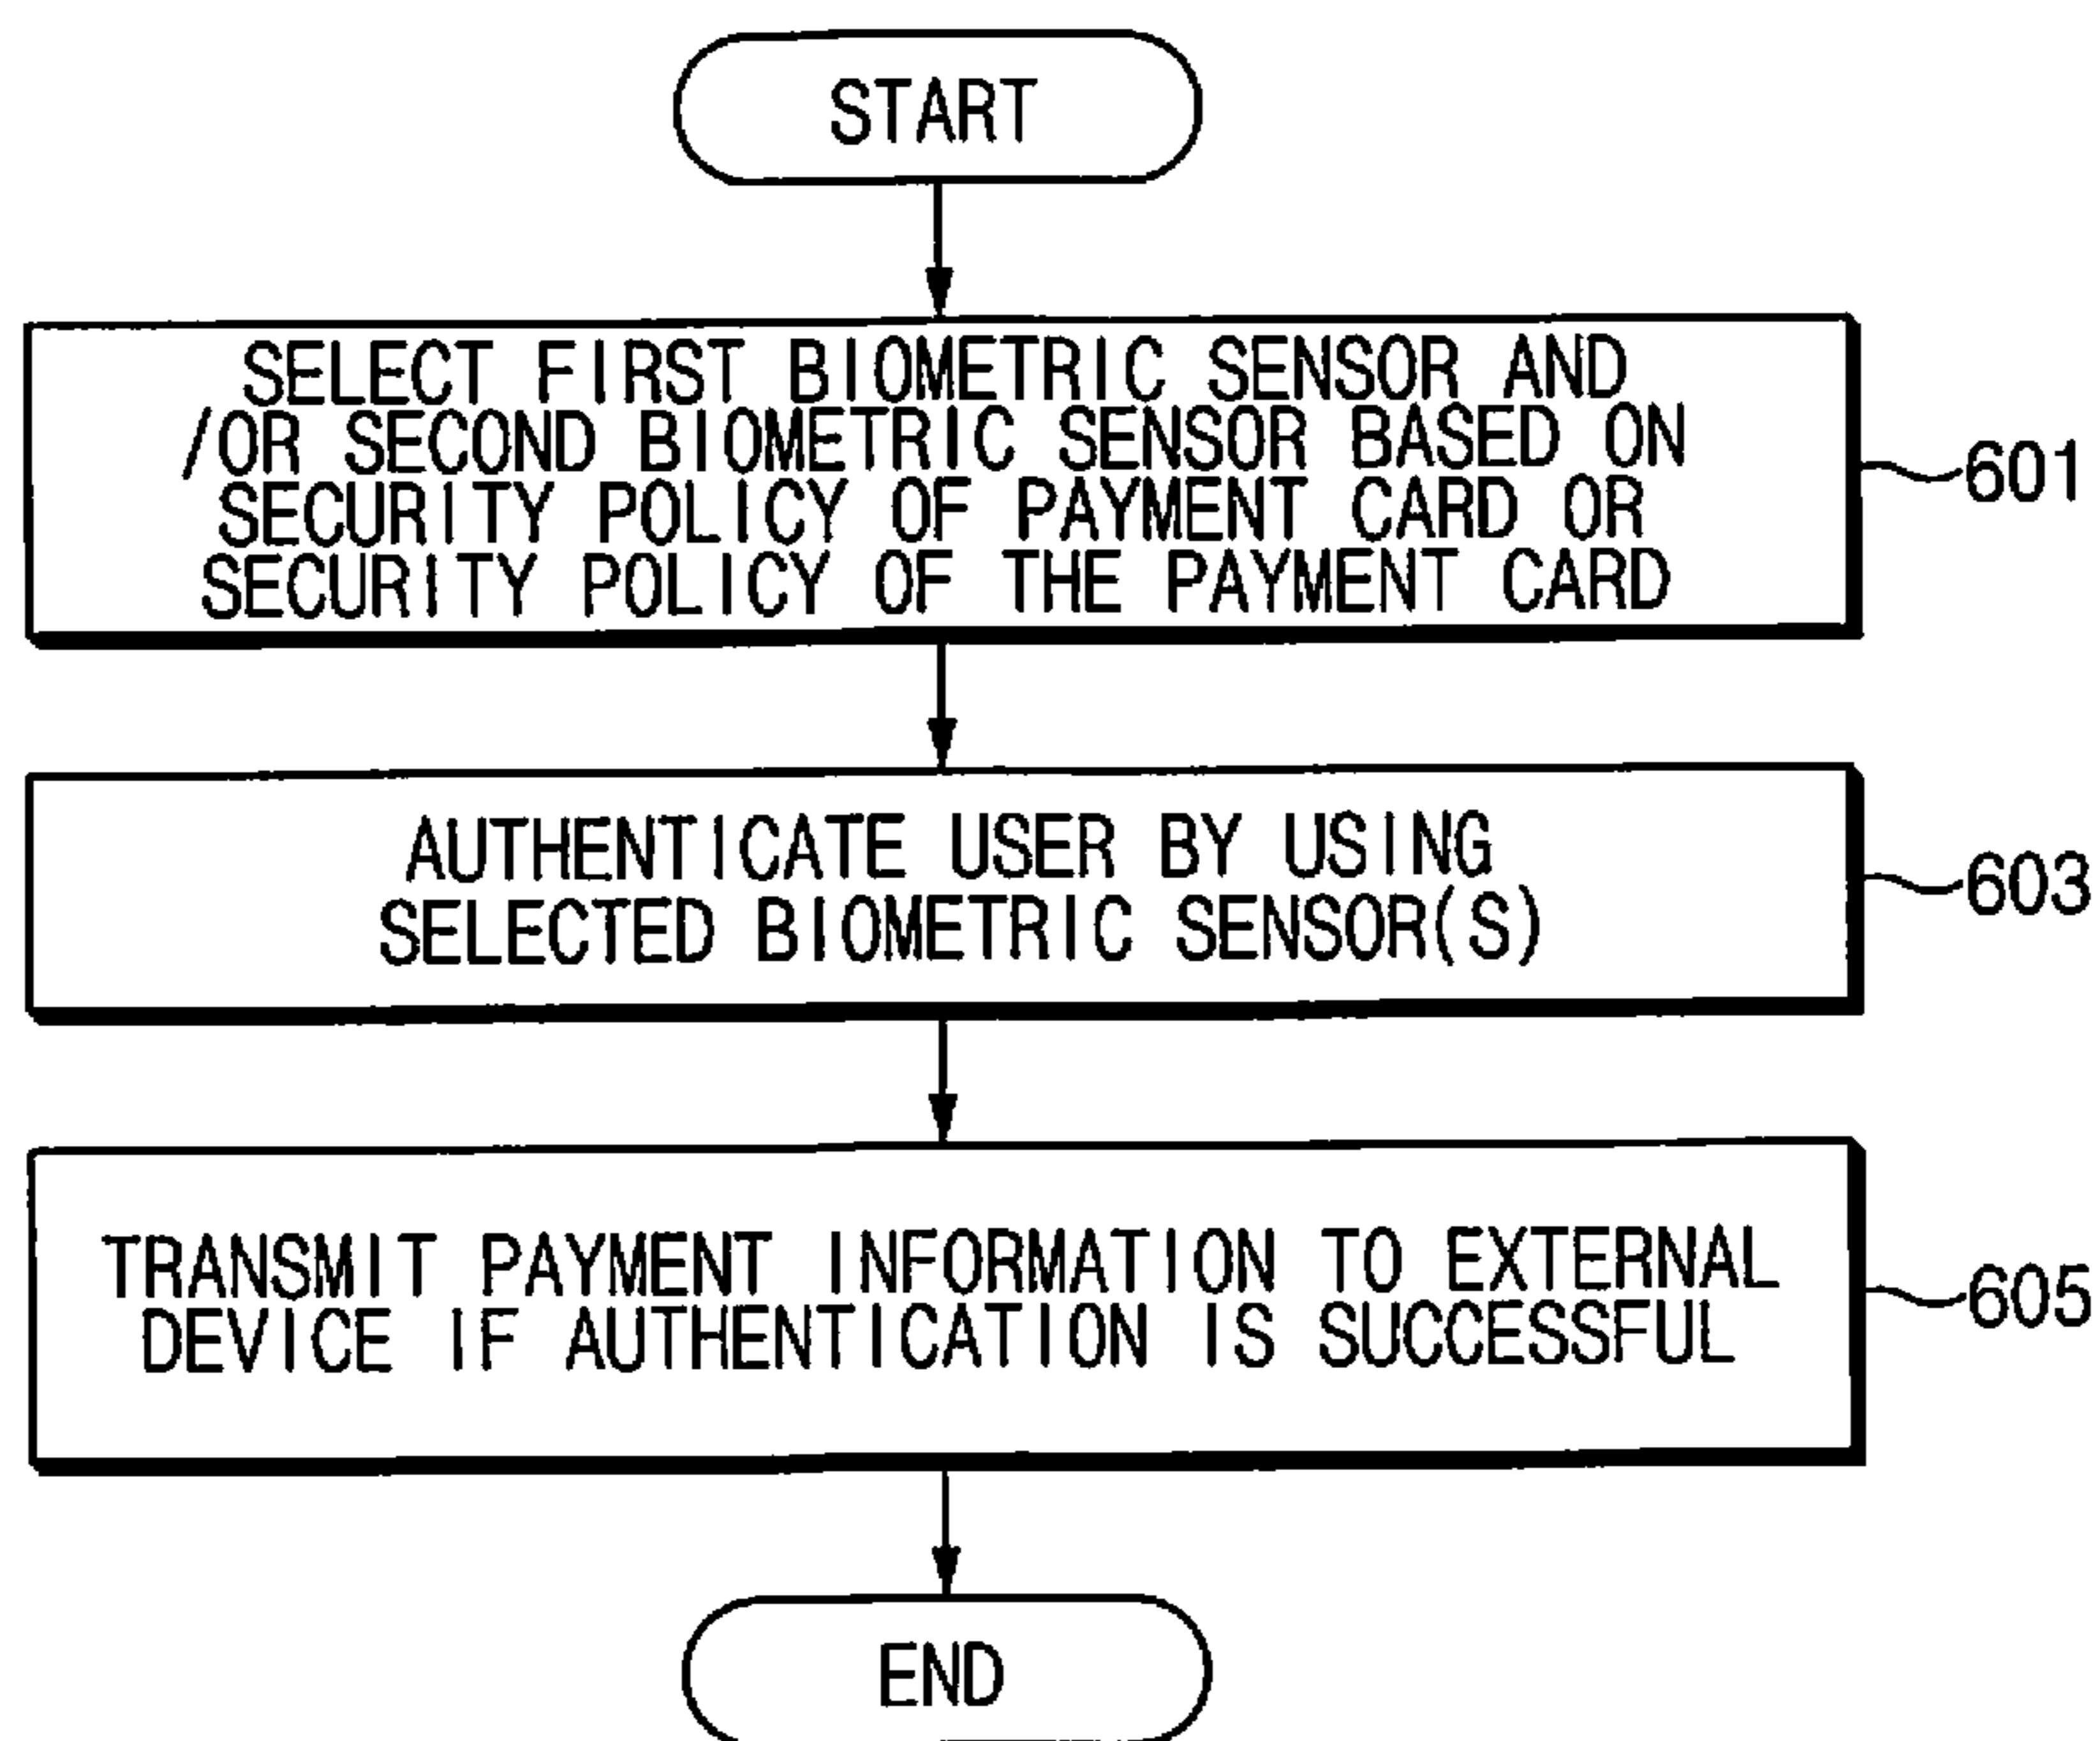 START
SELECT FIRST BIOMETRIC SENSOR AND
/OR SECOND BIOMETRIC SENSOR BASED ON
SECURITY POLICY OF PAYMENT CARD OR
SECURITY POLICY OF THE PAYMENT CARD
601
AUTHENTICATE USER BY USING
SELECTED BIOMETRIC SENSOR(S)
603
TRANSMIT PAYMENT INFORMATION TO EXTERNAL
DEVICE IF AUTHENTICATION IS SUCCESSFUL
605
END